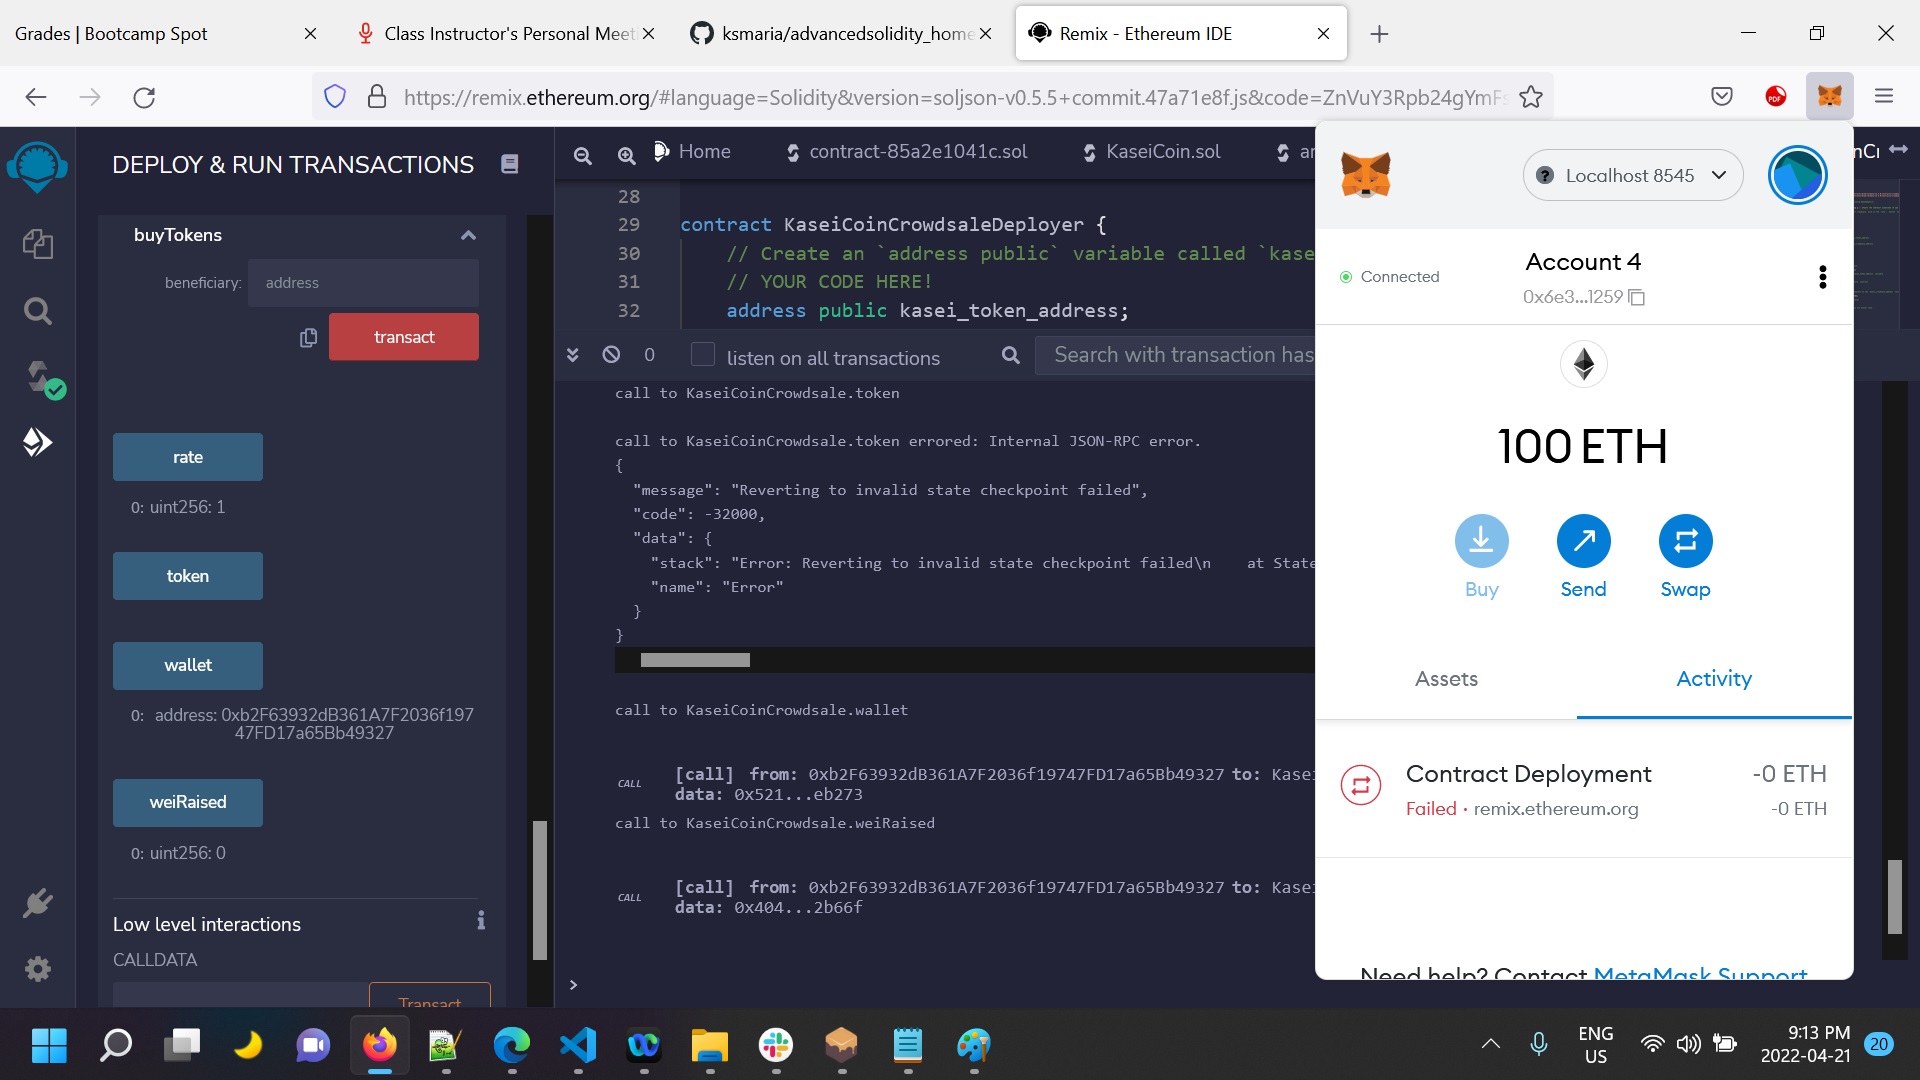 Grades | Bootcamp Spot
Class Instructor's Personal Meet
ksmaria/advancedsolidity_home
Remix - Ethereum IDE
https://remix.ethereum.org/#language=Solidity&version=soljson-v0.5.5+commit.47a71e8f.js&code=ZnVuY3Rpb24gYmFs
PDF
DEPLOY & RUN TRANSACTIONS
Home
contract-85a2e1041c.sol
KaseiCoin.sol
ar
nCr
buyTokens
beneficiary:
address
transact
rate
0: uint256: 1
token
wallet
0: address: 0xb2F63932dB361A7F2036f197
47FD17a65Bb49327
weiRaised
0: uint256: 0
Low level interactions
i
CALLDATA
Transact
28
29 contract KaseiCoinCrowdsaleDeployer {
30 // Create an `address public` variable called `kase
31 // YOUR CODE HERE!
32 address public kasei_token_address;
0
listen on all transactions
Search with transaction has
call to KaseiCoinCrowdsale.token
call to KaseiCoinCrowdsale.token errored: Internal JSON-RPC error.
{
"message": "Reverting to invalid state checkpoint failed",
"code": -32000,
"data": {
"stack": "Error: Reverting to invalid state checkpoint failed\n    at State
"name": "Error"
}
}
call to KaseiCoinCrowdsale.wallet
CALL
[call] from: 0xb2F63932dB361A7F2036f19747FD17a65Bb49327 to: Kasei
data: 0x521...eb273
call to KaseiCoinCrowdsale.weiRaised
CALL
[call] from: 0xb2F63932dB361A7F2036f19747FD17a65Bb49327 to: Kasei
data: 0x404...2b66f
>
? Localhost 8545
Connected
Account 4
0x6e3...1259
100 ETH
Buy
Send
Swap
Assets
Activity
Contract Deployment
-0 ETH
Failed · remix.ethereum.org
-0 ETH
Need help? Contact MetaMask Support
ENG
US
9:13 PM
2022-04-21
20